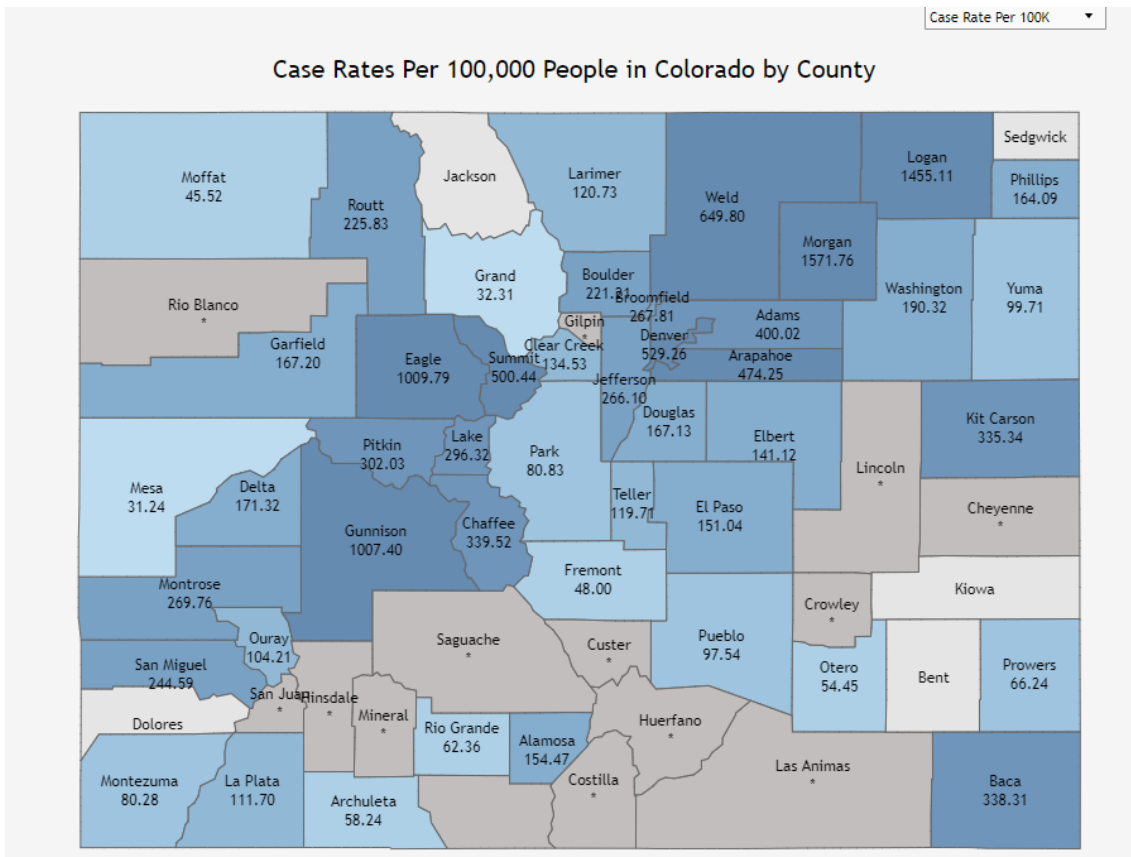 Case Rate Per 100K
Case Rates Per 100,000 People in Colorado by County
Moffat
45.52
Routt
225.83
Jackson
Larimer
120.73
Weld
649.80
Logan
1455.11
Sedgwick
Phillips
164.09
Morgan
1571.76
Rio Blanco
*
Grand
32.31
Boulder
221.21
Broomfield
267.81
Washington
190.32
Yuma
99.71
Garfield
167.20
Eagle
1009.79
Summit
500.44
Gilpin
*
Clear Creek
134.53
Denver
529.26
Adams
400.02
Arapahoe
474.25
Jefferson
266.10
Douglas
167.13
Elbert
141.12
Kit Carson
335.34
Lincoln
*
Mesa
31.24
Delta
171.32
Pitkin
302.03
Lake
296.32
Park
80.83
Teller
119.71
El Paso
151.04
Cheyenne
*
Gunnison
1007.40
Chaffee
339.52
Fremont
48.00
Kiowa
Montrose
269.76
Ouray
104.21
Saguache
*
Custer
*
Pueblo
97.54
Crowley
*
San Miguel
244.59
San Juan
*
Hinsdale
*
Otero
54.45
Bent
Prowers
66.24
Dolores
Mineral
*
Rio Grande
62.36
Alamosa
154.47
Huerfano
*
Las Animas
*
Montezuma
80.28
La Plata
111.70
Archuleta
58.24
Costilla
*
Baca
338.31